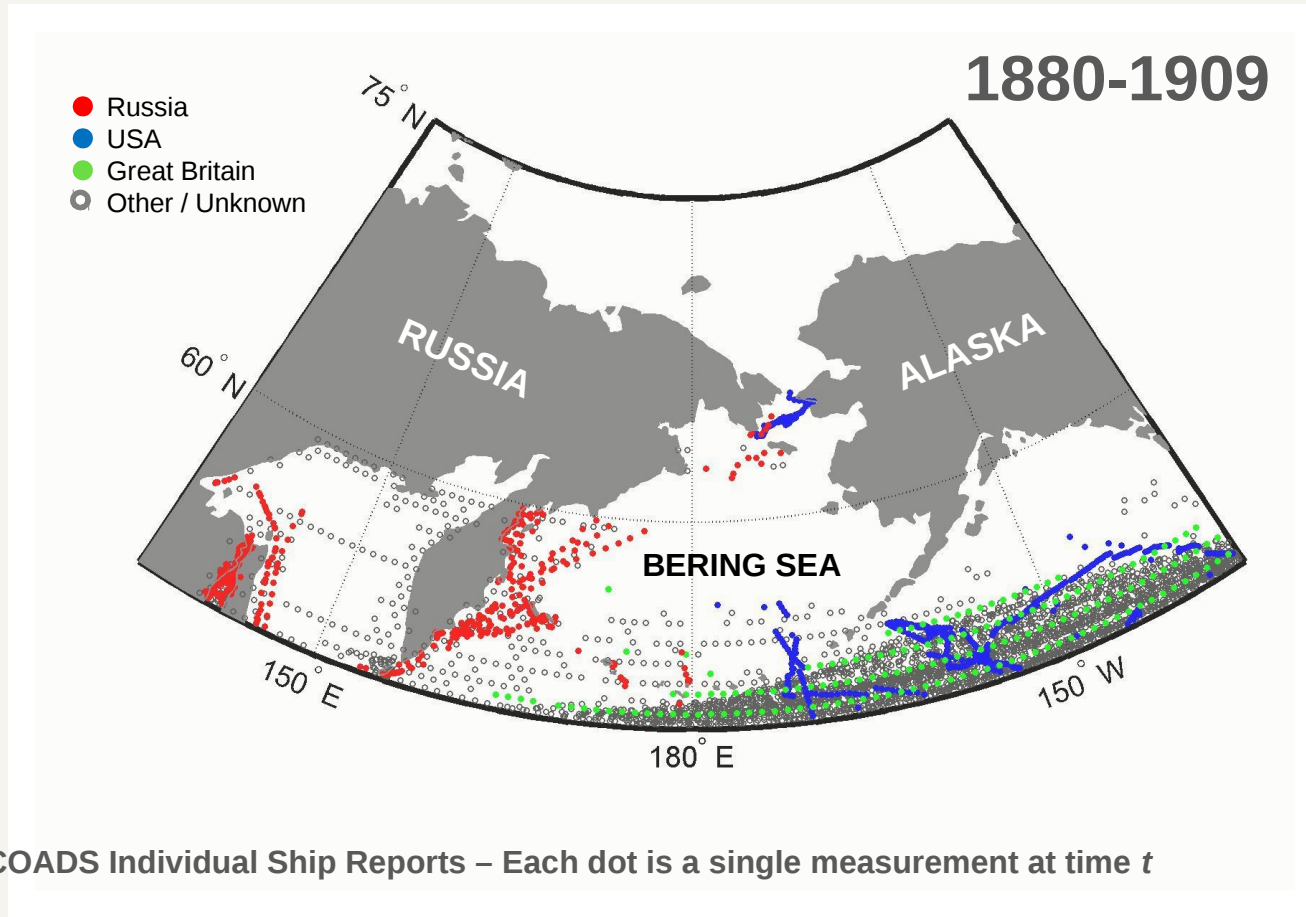 1880-1909
Russia
USA
Great Britain
Other / Unknown
75° N
60° N
RUSSIA
ALASKA
BERING SEA
150° E
180° E
150° W
COADS Individual Ship Reports – Each dot is a single measurement at time t